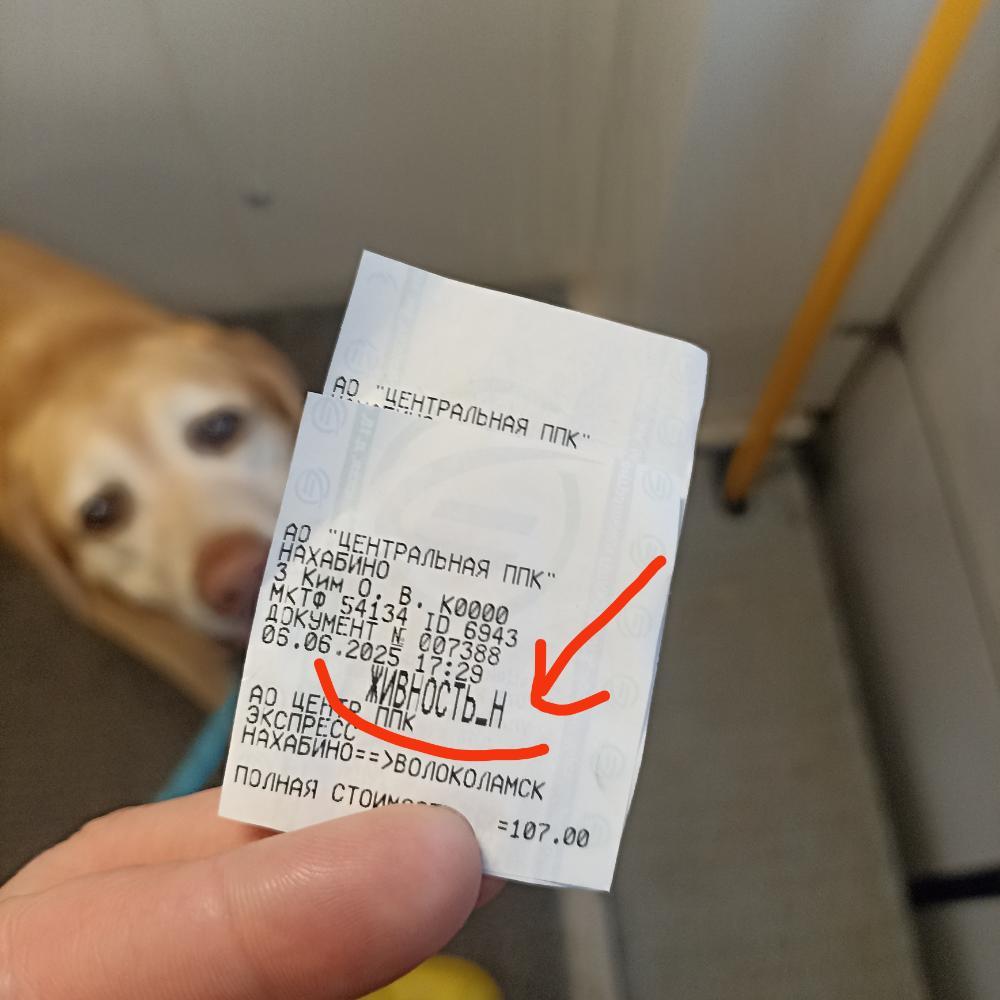 АО "ЦЕНТРАЛЬНАЯ ППК"
АО "ЦЕНТРАЛЬНАЯ ППК"
НАХАБИНО
3 Ким О. В. К0000
МКТФ 54134 ID 6943
ДОКУМЕНТ № 007388
06.06.2025 17:29
ЖИВНОСТЬ_Н
АО ЦЕНТР ППК
ЭКСПРЕСС
НАХАБИНО==>ВОЛОКОЛАМСК
ПОЛНАЯ
=107.00